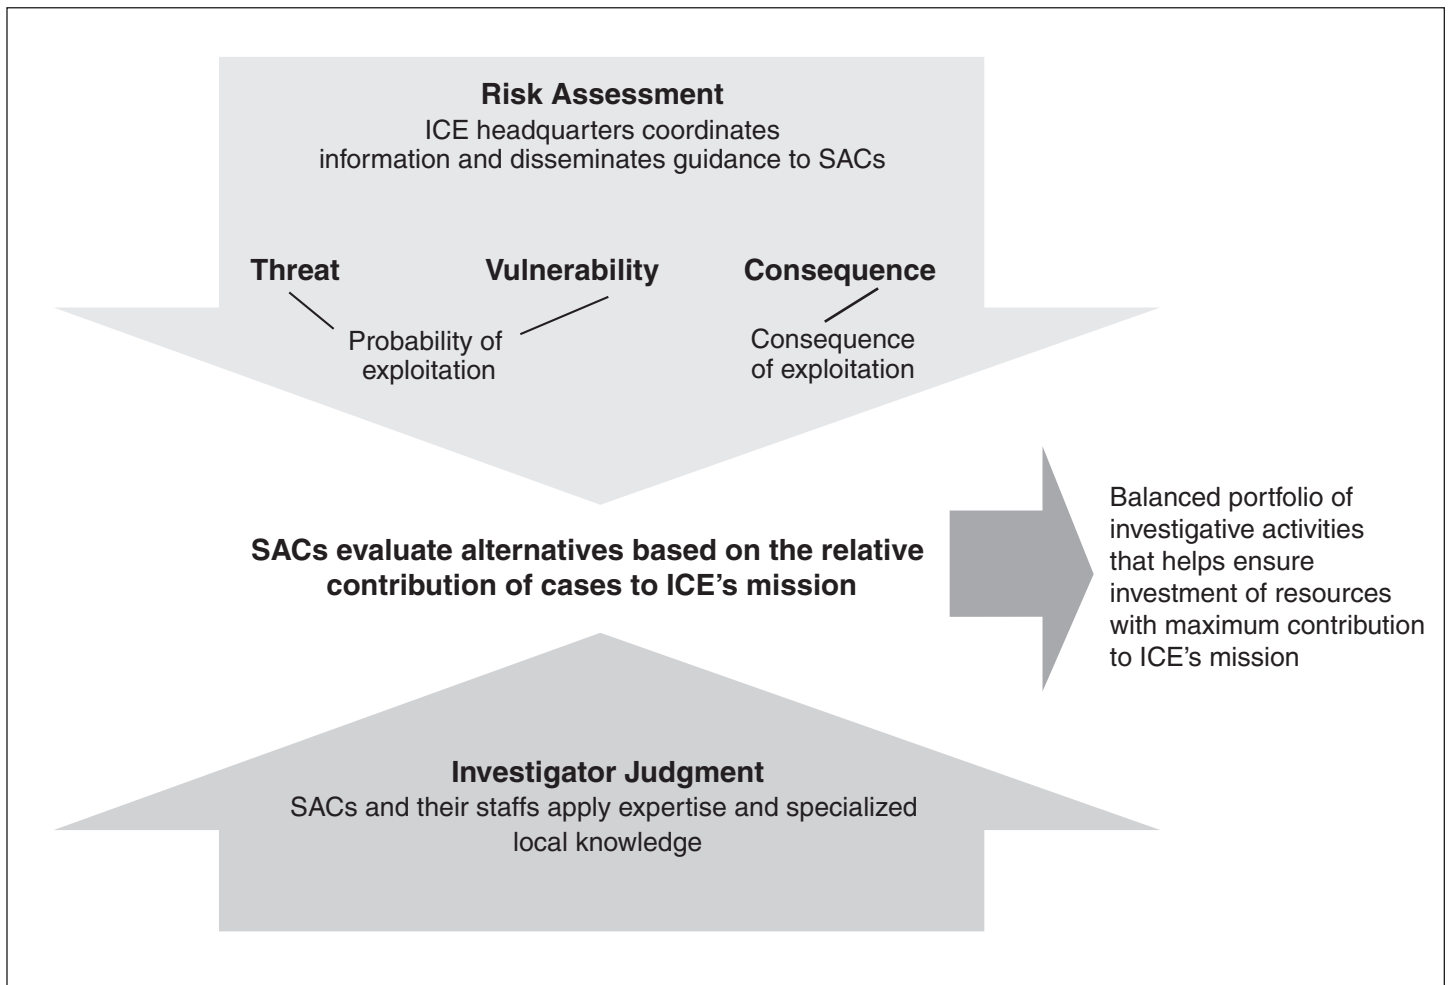 Risk Assessment
ICE headquarters coordinates
information and disseminates guidance to SACs
Threat
Vulnerability
Consequence
Probability of
exploitation
Consequence
of exploitation
SACs evaluate alternatives based on the relative
contribution of cases to ICE's mission
Balanced portfolio of
investigative activities
that helps ensure
investment of resources
with maximum contribution
to ICE's mission
Investigator Judgment
SACs and their staffs apply expertise and specialized
local knowledge